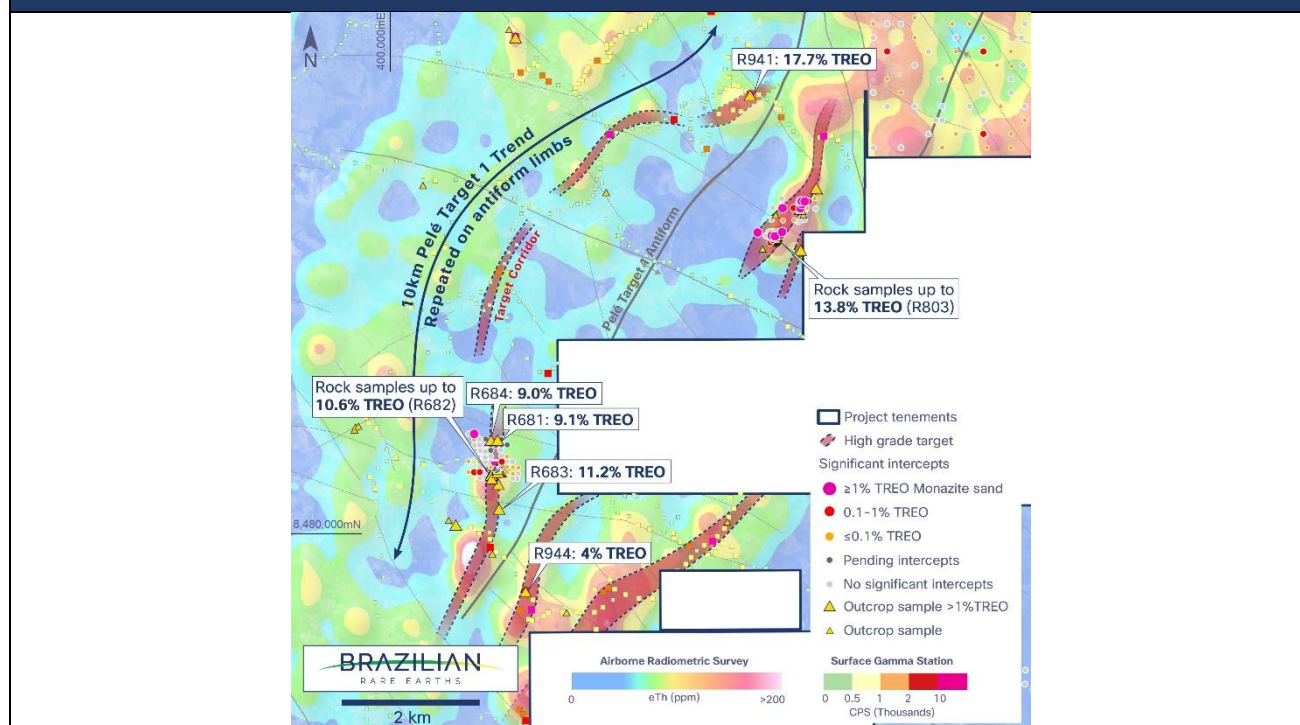 N
400,000mE
R941: 17.7% TREO
10km Pelé Target 1 Trend
Repeated on antiform limbs
Target Corridor
Pelé Target 1 Antiform
Rock samples up to
13.8% TREO (R803)
Rock samples up to
10.6% TREO (R682)
R684: 9.0% TREO
R681: 9.1% TREO
R683: 11.2% TREO
8,480,000mN
R944: 4% TREO
Project tenements
High grade target
Significant intercepts
≥1% TREO Monazite sand
0.1-1% TREO
≤0.1% TREO
Pending intercepts
No significant intercepts
Outcrop sample >1%TREO
Outcrop sample
BRAZILIAN
RARE EARTHS
2 km
Airborne Radiometric Survey
0 eTh (ppm) >200
Surface Gamma Station
0 0.5 1 2 10
CPS (Thousands)